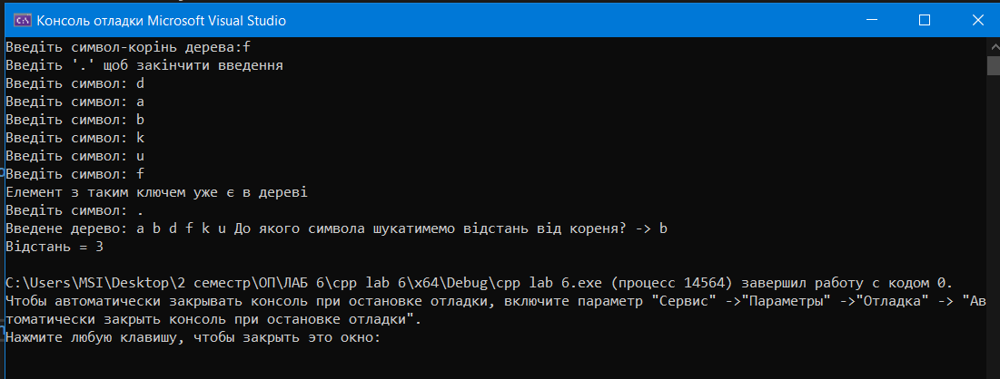 Консоль отладки Microsoft Visual Studio
Введіть символ-корінь дерева:f
Введіть '.' щоб закінчити введення
Введіть символ: d
Введіть символ: a
Введіть символ: b
Введіть символ: k
Введіть символ: u
Введіть символ: f
Елемент з таким ключем уже є в дереві
Введіть символ: .
Введене дерево: a b d f k u До якого символа шукатимемо відстань від кореня? -> b
Відстань = 3
C:\Users\MSI\Desktop\2 семестр\ОП\ЛАБ 6\cpp lab 6\x64\Debug\cpp lab 6.exe (процесс 14564) завершил работу с кодом 0.
Чтобы автоматически закрывать консоль при остановке отладки, включите параметр "Сервис" ->"Параметры" ->"Отладка" -> "Ав
томатически закрыть консоль при остановке отладки".
Нажмите любую клавишу, чтобы закрыть это окно: